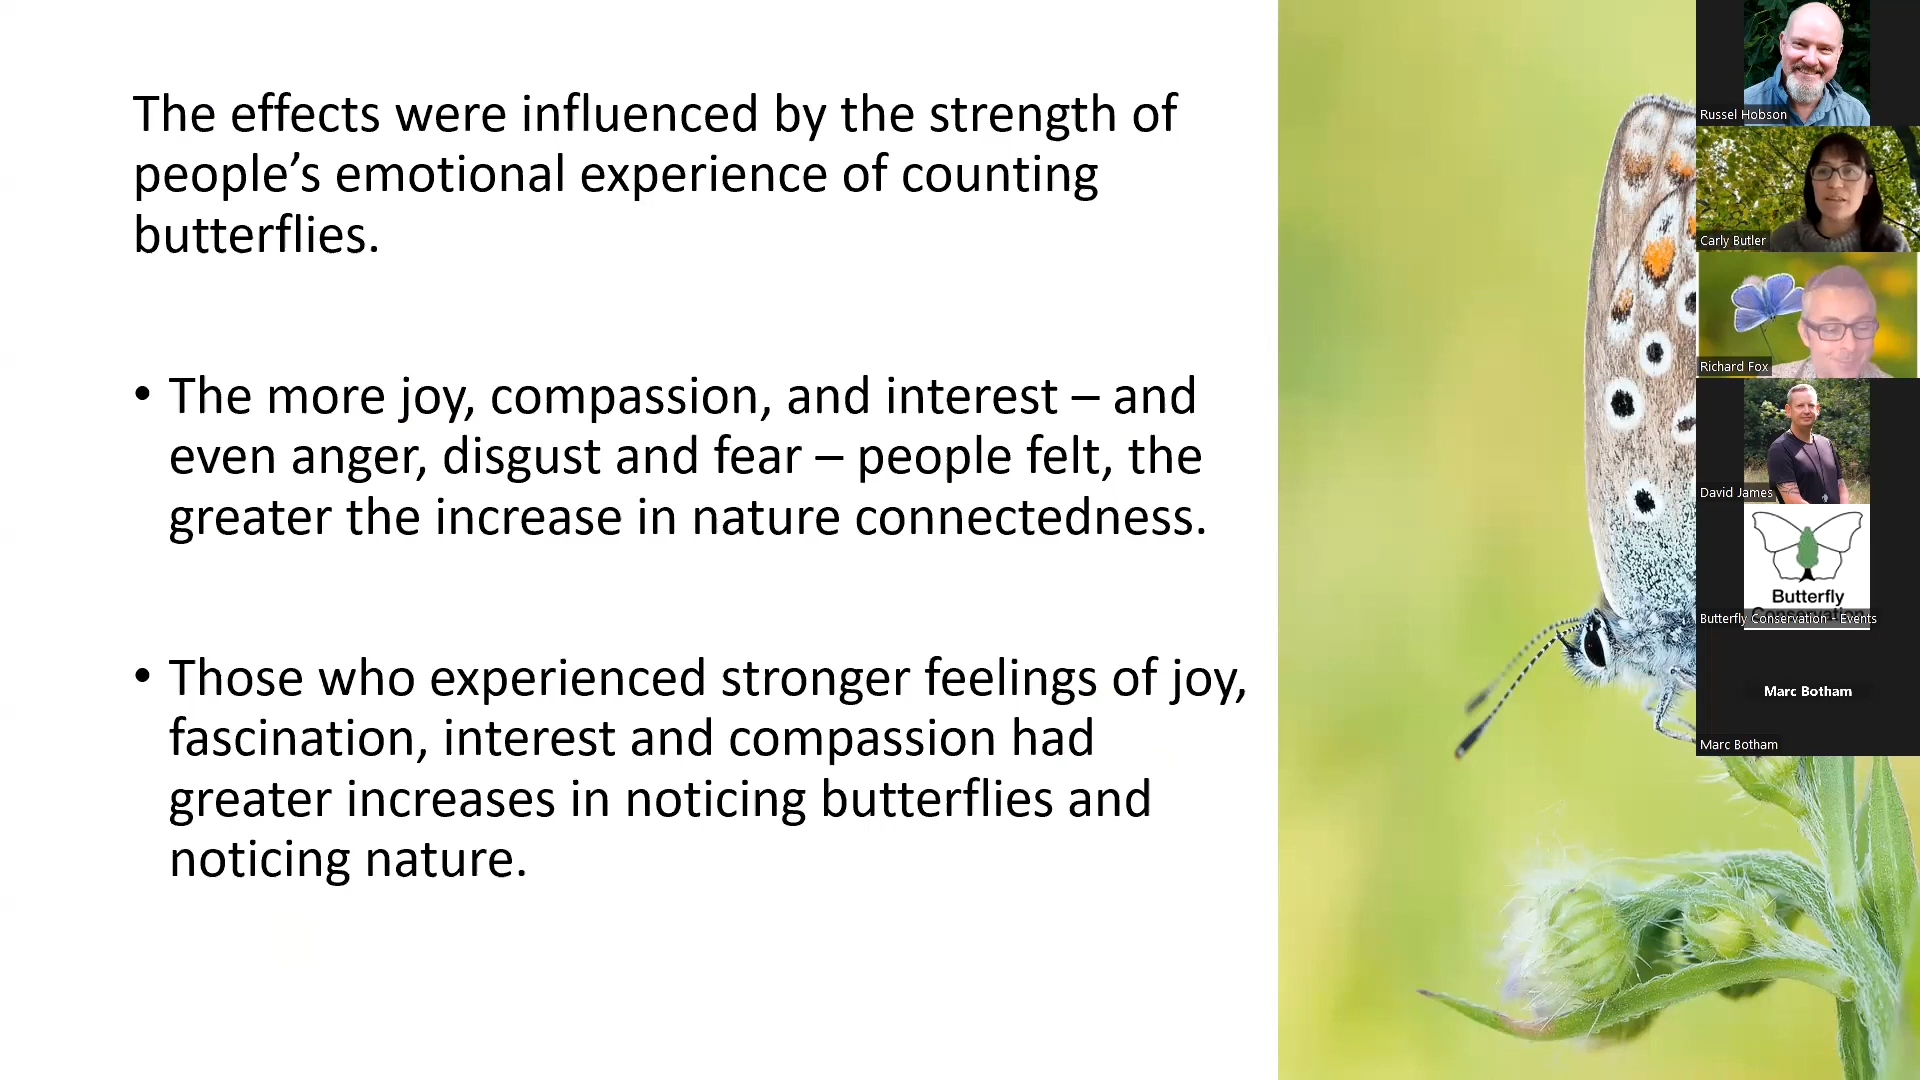 The effects were influenced by the strength of
people’s emotional experience of counting
butterflies.
• The more joy, compassion, and interest – and
even anger, disgust and fear – people felt, the
greater the increase in nature connectedness.
• Those who experienced stronger feelings of joy,
fascination, interest and compassion had
greater increases in noticing butterflies and
noticing nature.
Russel Hobson
Carly Butler
Richard Fox
David James
Butterfly
Conservation
Butterfly Conservation - Events
Marc Botham
Marc Botham